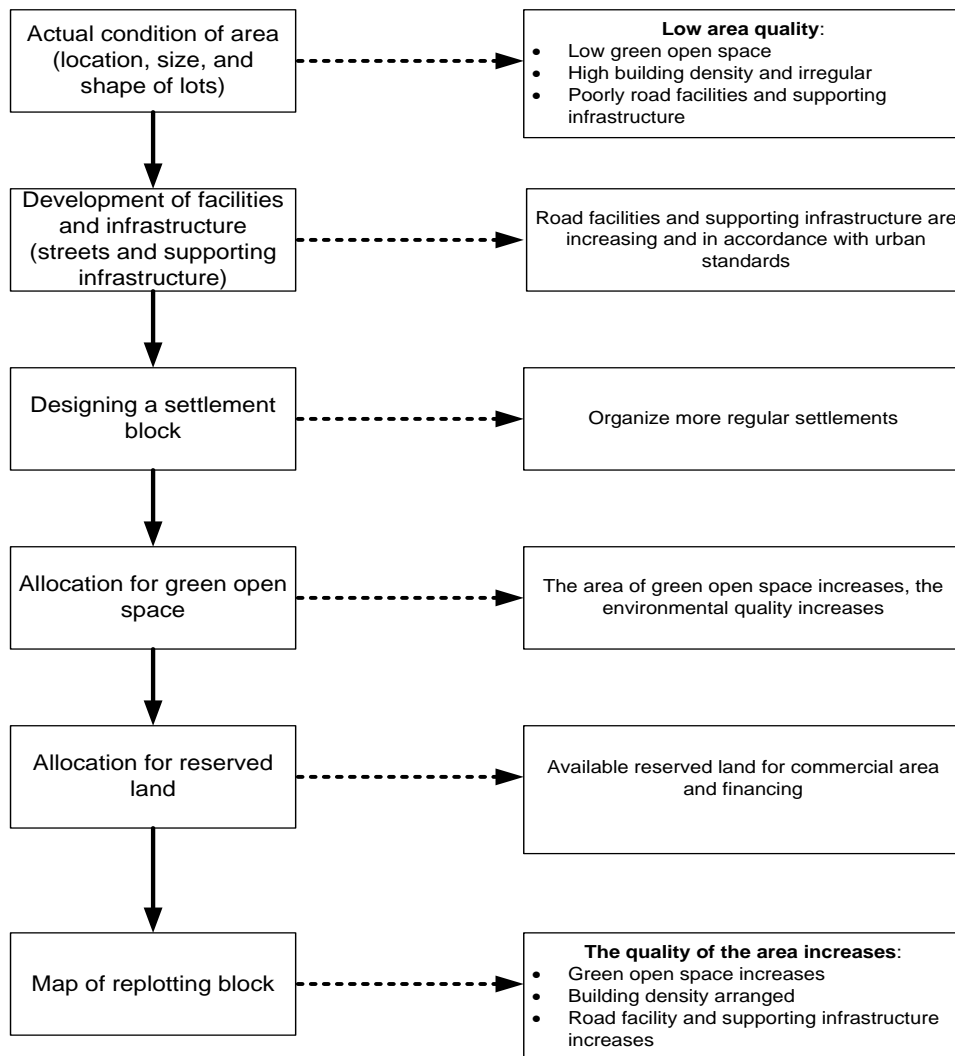 Actual condition of area
(location, size, and
shape of lots)
Low area quality:
• Low green open space
• High building density and irregular
• Poorly road facilities and supporting
infrastructure
Development of facilities
and infrastructure
(streets and supporting
infrastructure)
Road facilities and supporting infrastructure are
increasing and in accordance with urban
standards
Designing a settlement
block
Organize more regular settlements
Allocation for green open
space
The area of green open space increases, the
environmental quality increases
Allocation for reserved
land
Available reserved land for commercial area
and financing
Map of replotting block
The quality of the area increases:
• Green open space increases
• Building density arranged
• Road facility and supporting infrastructure
increases